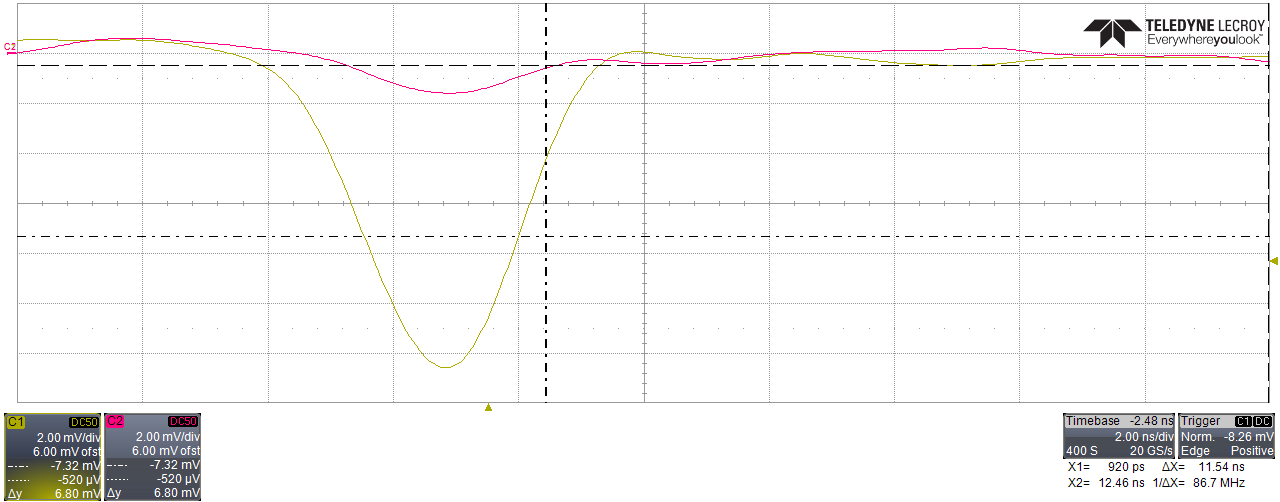 C2
TELEDYNE LECROY
Everywhereyoulook™
C1 DC50
2.00 mV/div
6.00 mV ofst
-7.32 mV
-520 µV
Δy 6.80 mV
C2 DC50
2.00 mV/div
6.00 mV ofst
-7.32 mV
-520 µV
Δy 6.80 mV
Timebase -2.48 ns
2.00 ns/div
400 S 20 GS/s
Trigger C1 DC
Norm. -8.26 mV
Edge Positive
X1= 920 ps ΔX= 11.54 ns
X2= 12.46 ns 1/ΔX= 86.7 MHz